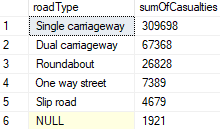 roadType sumOfCasualties
1 Single carriageway 309698
2 Dual carriageway 67368
3 Roundabout 26828
4 One way street 7389
5 Slip road 4679
6 NULL 1921